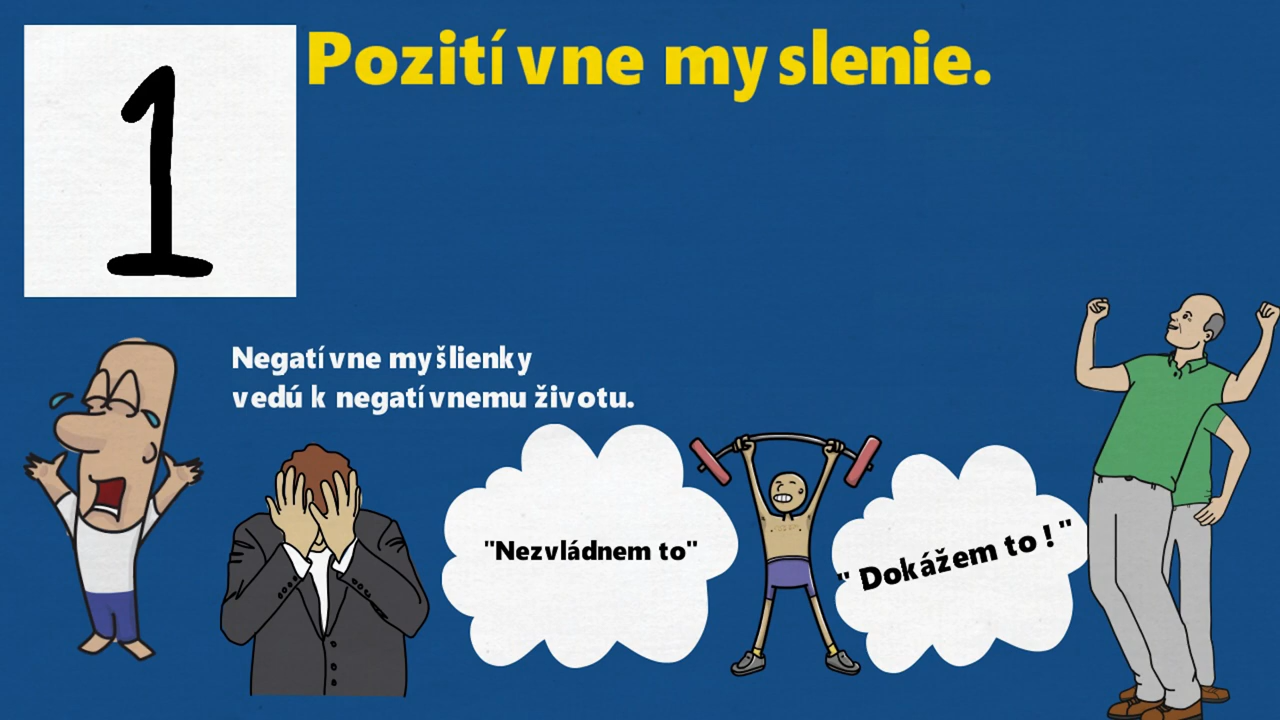 1
Pozitívne myslenie.
Negatívne myšlienky
vedú k negatívnemu životu.
"Nezvládnem to"
" Dokážem to ! "